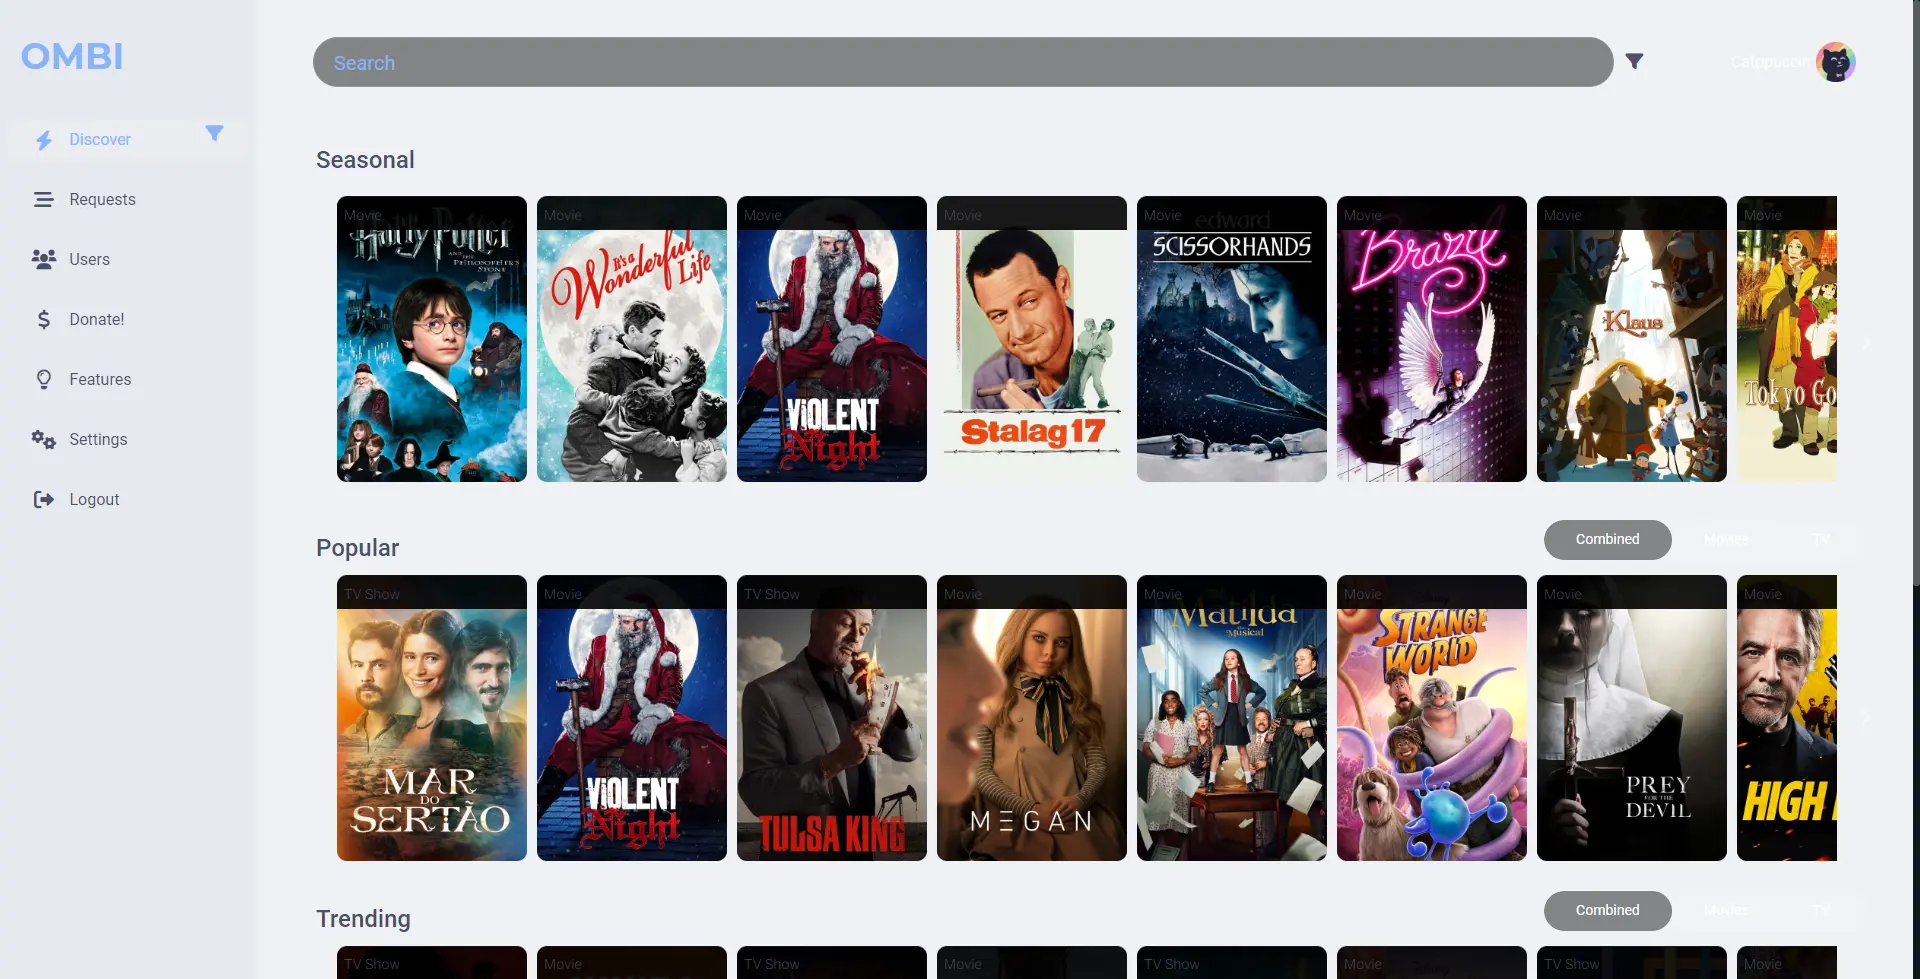 OMBI
Search
Catppuccin
Discover
Requests
Users
Donate!
Features
Settings
Logout
Seasonal
Movie
Harry Potter
AND THE
PHILOSOPHER'S
STONE
Movie
It's a
Wonderful
Life
Movie
VIOLENT
Night
Movie
Stalag 17
Movie
edward
SCISSORHANDS
Movie
Brazil
Movie
Klaus
Movie
Tokyo Go
Popular
Combined
Movies
TV
TV Show
MAR
DO
SERTÃO
Movie
VIOLENT
Night
TV Show
TULSA KING
Movie
M Ξ G A N
Movie
Matilda
the
Musical
Movie
STRANGE
WORLD
Movie
PREY
FOR THE
DEVIL
Movie
HIGH
Trending
Combined
Movies
TV
TV Show
Movie
TV Show
Movie
TV Show
Movie
TV Show
Movie